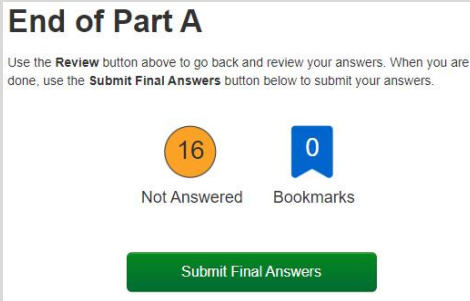 End of Part A
Use the Review button above to go back and review your answers. When you are
done, use the Submit Final Answers button below to submit your answers.
16
0
Not Answered
Bookmarks
Submit Final Answers